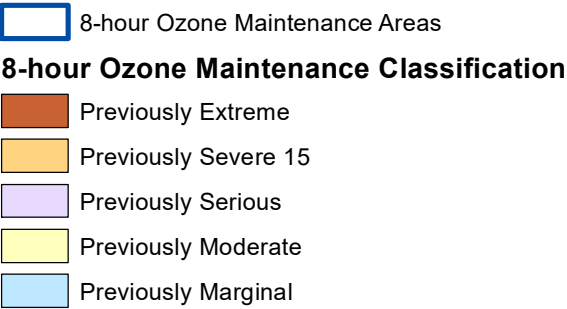 8-hour Ozone Maintenance Areas
8-hour Ozone Maintenance Classification
Previously Extreme
Previously Severe 15
Previously Serious
Previously Moderate
Previously Marginal